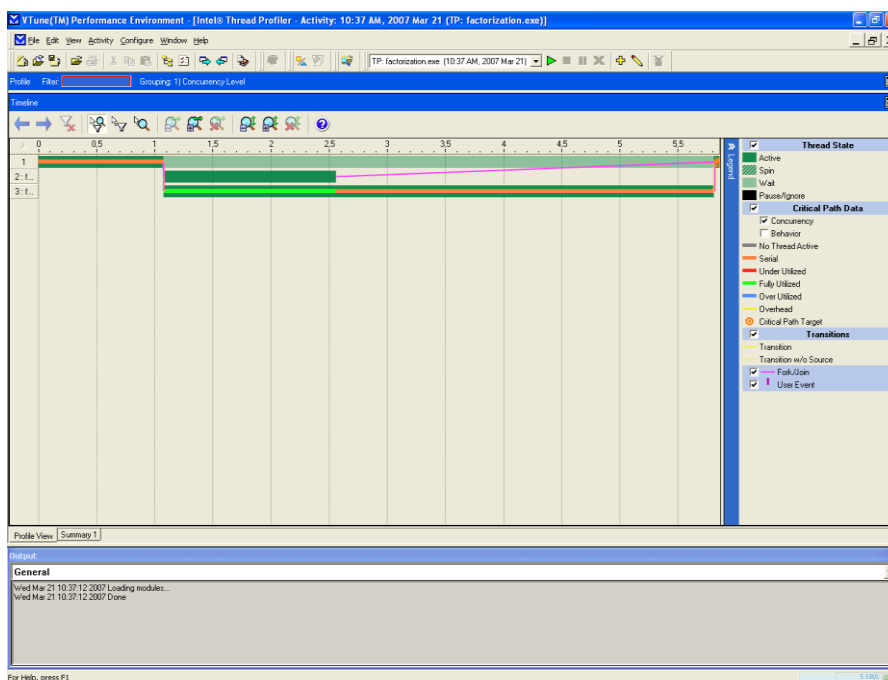 VTune(TM) Performance Environment - [Intel® Thread Profiler - Activity: 10:37 AM, 2007 Mar 21 (TP: factorization.exe)]
File Edit View Activity Configure Window Help
TP: factorization.exe (10:37 AM, 2007 Mar 21)
Profile Filter: Grouping: 1) Concurrency Level
Timeline
0 0,5 1 1,5 2 2,5 3 3,5 4 4,5 5 5,5
1
2 : f...
3 : f...
Legend
Thread State
Active
Spin
Wait
Pause/Ignore
Critical Path Data
Concurrency
Behavior
No Thread Active
Serial
Under Utilized
Fully Utilized
Over Utilized
Overhead
Critical Path Target
Transitions
Transition
Transition w/o Source
Fork/Join
User Event
Profile View Summary 1
Output
General
Wed Mar 21 10:37:12 2007 Loading modules...
Wed Mar 21 10:37:12 2007 Done
For Help, press F1
5 KB/s